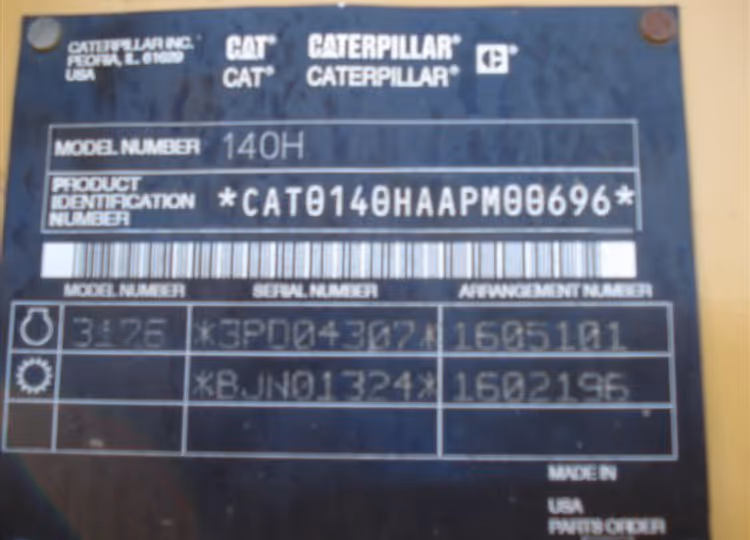 CATERPILLAR INC.
PEORIA, IL 61629
USA
CAT® CATERPILLAR®
CAT® CATERPILLAR®
MODEL NUMBER 140H
PRODUCT
IDENTIFICATION
NUMBER
*CAT0140HAAPM00696*
MODEL NUMBER SERIAL NUMBER ARRANGEMENT NUMBER
3176 *3PD04307* 1605101
*BJN01324* 1602196
MADE IN
USA
PARTS ORDER